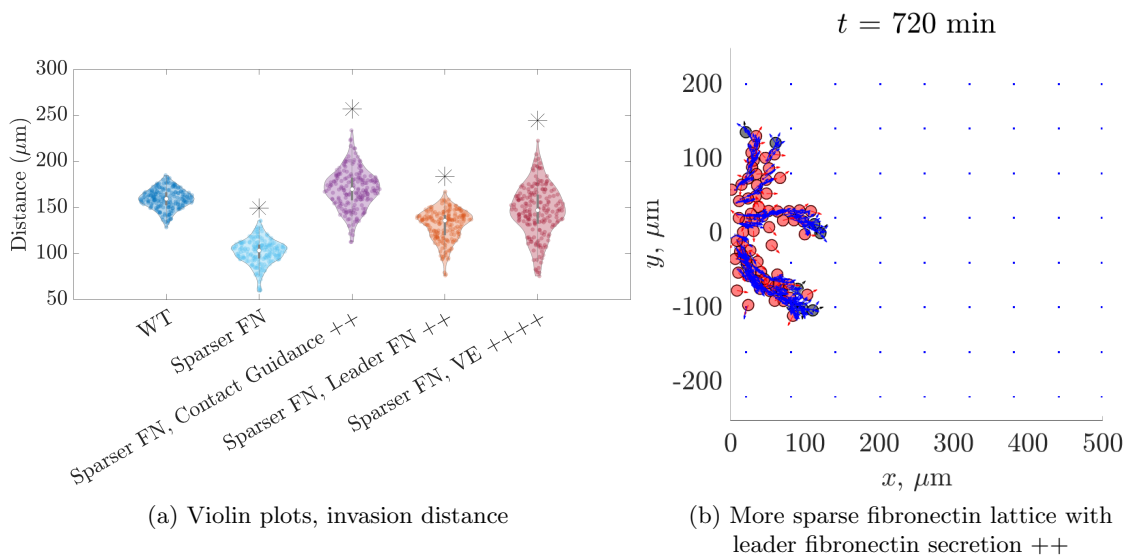 300
250
200
150
100
50
Distance (μm)
WT
Sparser FN
Sparser FN, Contact Guidance ++
Sparser FN, Leader FN ++
Sparser FN, VE ++++
(a) Violin plots, invasion distance
t = 720 min
200
100
0
-100
-200
y, μm
0 100 200 300 400 500
x, μm
(b) More sparse fibronectin lattice with
leader fibronectin secretion ++